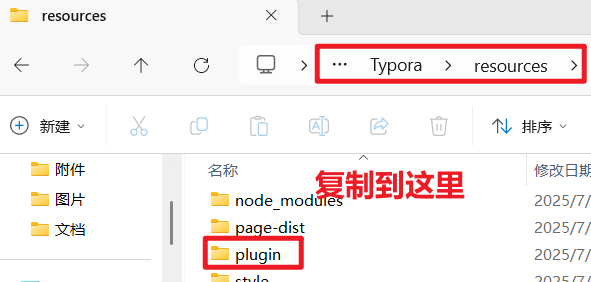 resources
Typora
resources
新建
排序
附件
图片
文档
名称
修改日期
复制到这里
node_modules
2025/7/
page-dist
2025/7/
plugin
2025/7/
style
2025/7/